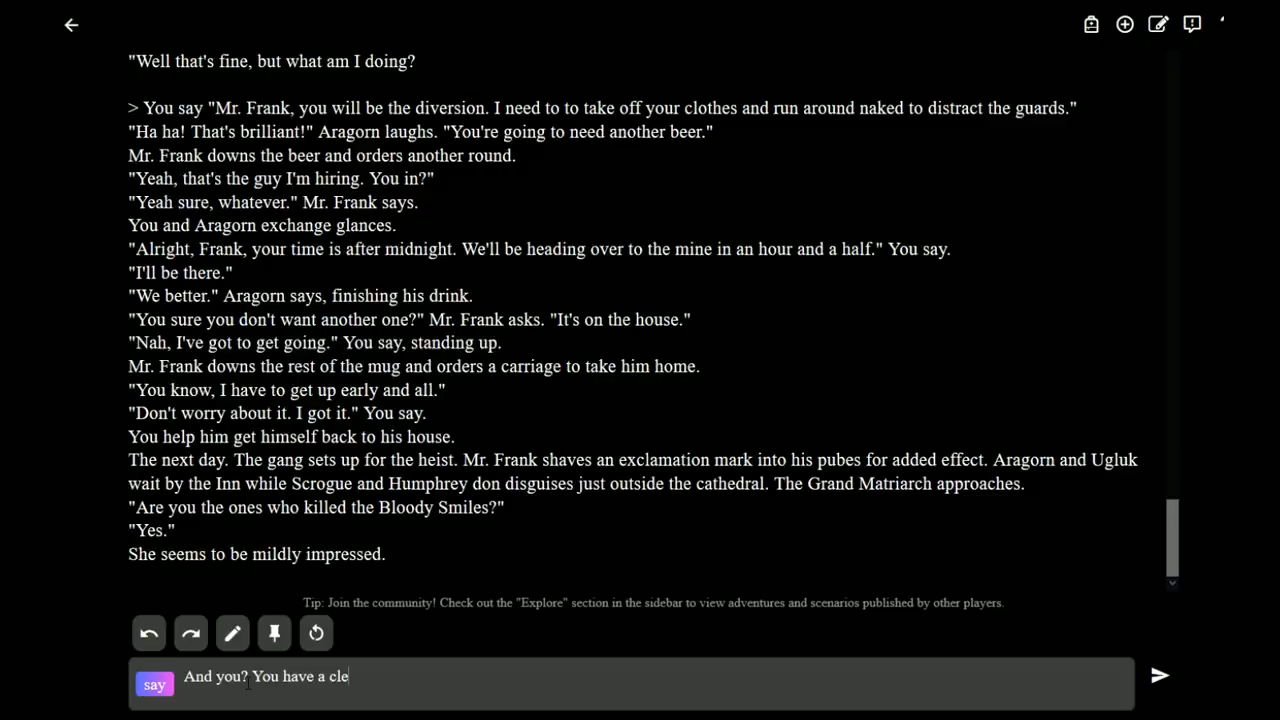 "Well that's fine, but what am I doing?
> You say "Mr. Frank, you will be the diversion. I need to to take off your clothes and run around naked to distract the guards."
"Ha ha! That's brilliant!" Aragorn laughs. "You're going to need another beer."
Mr. Frank downs the beer and orders another round.
"Yeah, that's the guy I'm hiring. You in?"
"Yeah sure, whatever." Mr. Frank says.
You and Aragorn exchange glances.
"Alright, Frank, your time is after midnight. We'll be heading over to the mine in an hour and a half." You say.
"I'll be there."
"We better." Aragorn says, finishing his drink.
"You sure you don't want another one?" Mr. Frank asks. "It's on the house."
"Nah, I've got to get going." You say, standing up.
Mr. Frank downs the rest of the mug and orders a carriage to take him home.
"You know, I have to get up early and all."
"Don't worry about it. I got it." You say.
You help him get himself back to his house.
The next day. The gang sets up for the heist. Mr. Frank shaves an exclamation mark into his pubes for added effect. Aragorn and Ugluk
wait by the Inn while Scrogue and Humphrey don disguises just outside the cathedral. The Grand Matriarch approaches.
"Are you the ones who killed the Bloody Smiles?"
"Yes."
She seems to be mildly impressed.
Tip: Join the community! Check out the "Explore" section in the sidebar to view adventures and scenarios published by other players.
say And you? You have a cle